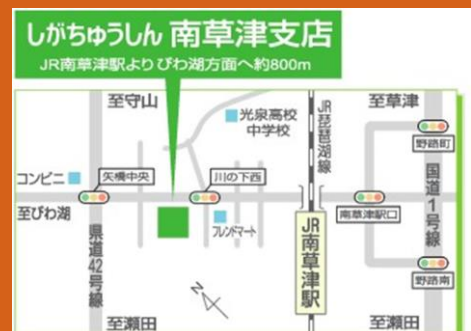 しがちゅうしん 南草津支店
JR南草津駅より びわ湖方面へ約800m
至守山
光泉高校
中学校
JR琵琶湖線
至草津
野路町
コンビニ
矢橋中央
川の下西
国道1号線
至びわ湖
フレンドマート
南草津駅口
県道42号線
JR南草津駅
野路南
N
至瀬田
至瀬田